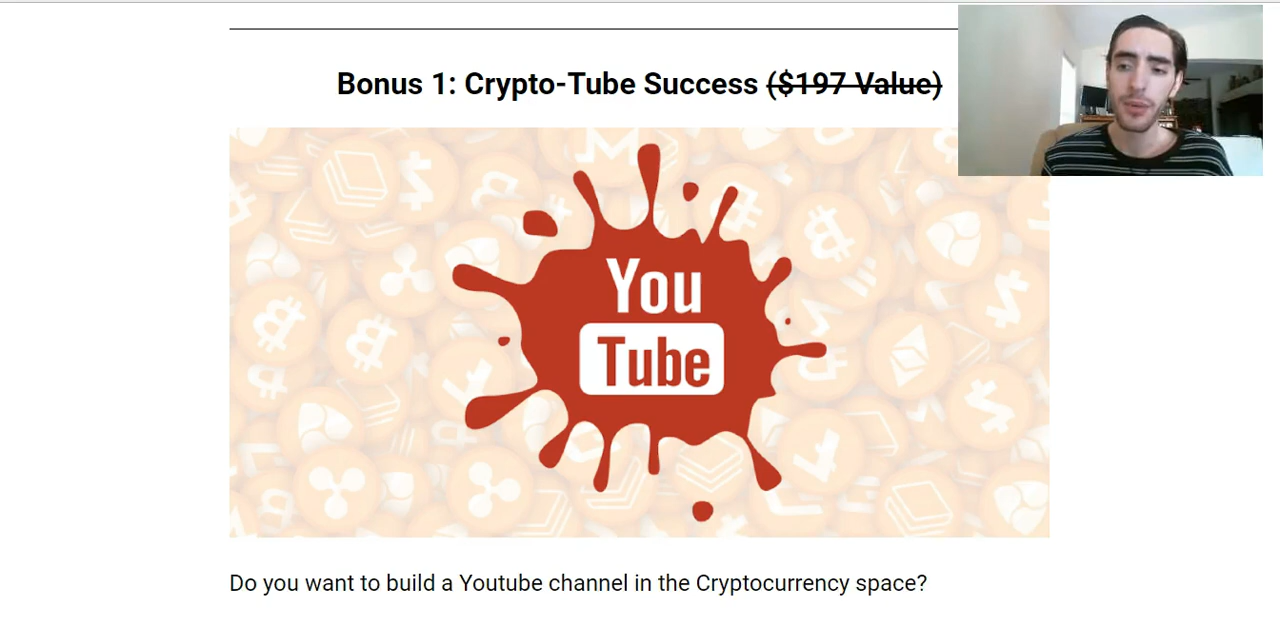 Bonus 1: Crypto-Tube Success ($197 Value)
You
Tube
Do you want to build a Youtube channel in the Cryptocurrency space?